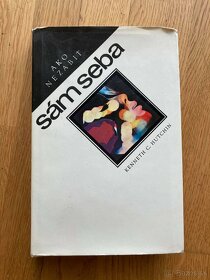 AKO
NEZABIŤ
sám seba
KENNETH C. HUTCHIN